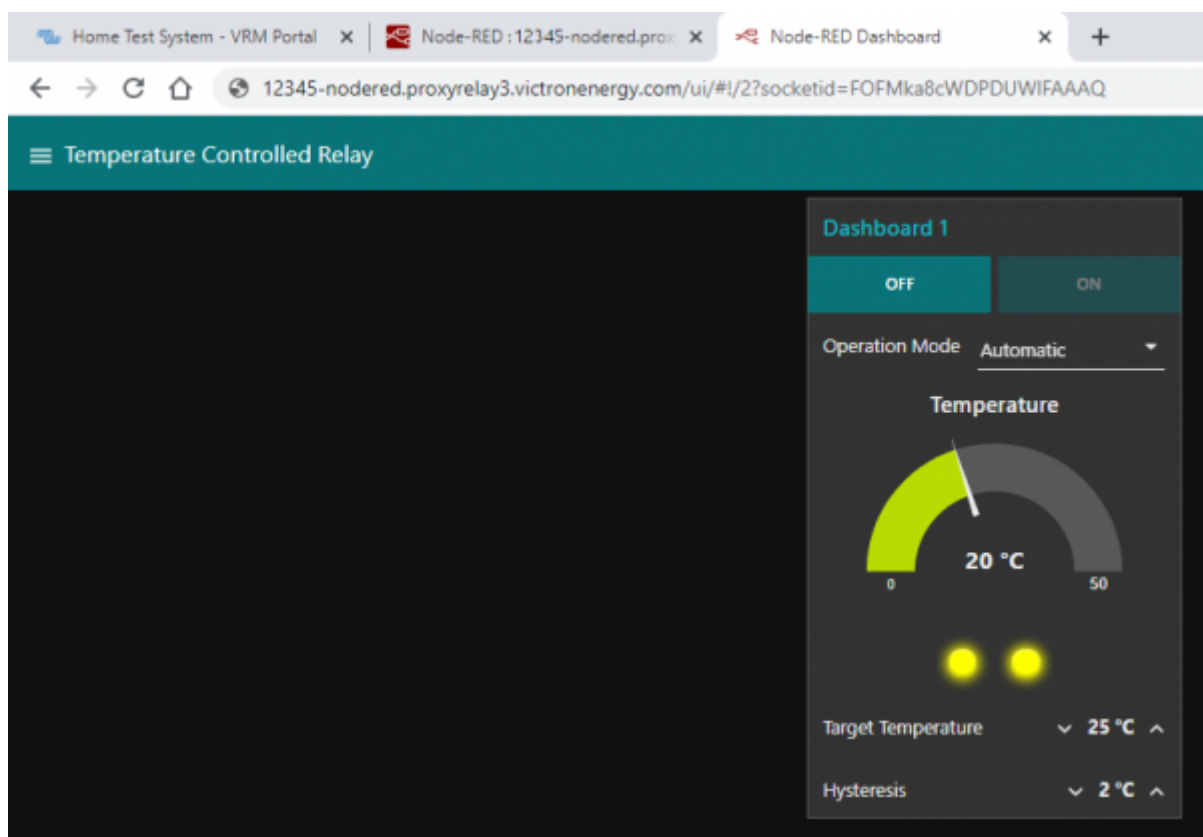 Home Test System - VRM Portal
Node-RED : 12345-nodered.prox
Node-RED Dashboard
12345-nodered.proxyrelay3.victronenergy.com/ui/#!/2?socketid=FOFMka8cWDPDUWIFAAAQ
Temperature Controlled Relay
Dashboard 1
OFF ON
Operation Mode Automatic
Temperature
20 °C
0 50
Target Temperature 25 °C
Hysteresis 2 °C